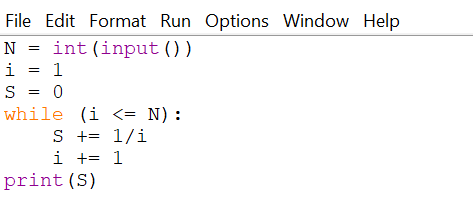 File Edit Format Run Options Window Help
N = int(input())
i = 1
S = 0
while (i <= N):
    S += 1/i
    i += 1
print(S)